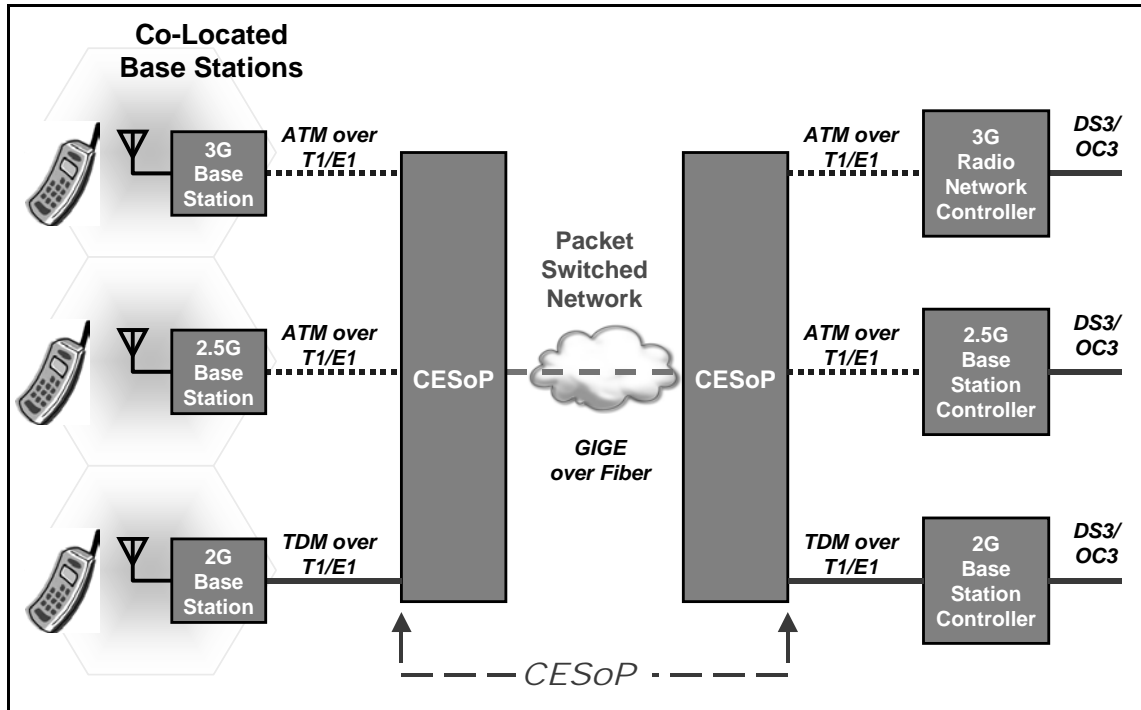 Co-Located
Base Stations
3G
Base
Station
ATM over
T1/E1
ATM over
T1/E1
3G
Radio
Network
Controller
DS3/
OC3
Packet
Switched
Network
2.5G
Base
Station
ATM over
T1/E1
CESoP
CESoP
ATM over
T1/E1
2.5G
Base
Station
Controller
DS3/
OC3
GIGE
over Fiber
2G
Base
Station
TDM over
T1/E1
TDM over
T1/E1
2G
Base
Station
Controller
DS3/
OC3
CESoP